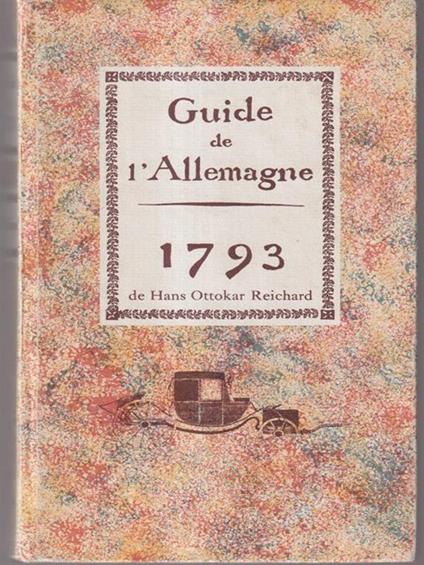 Guide
de
l'Allemagne
1793
de Hans Ottokar Reichard